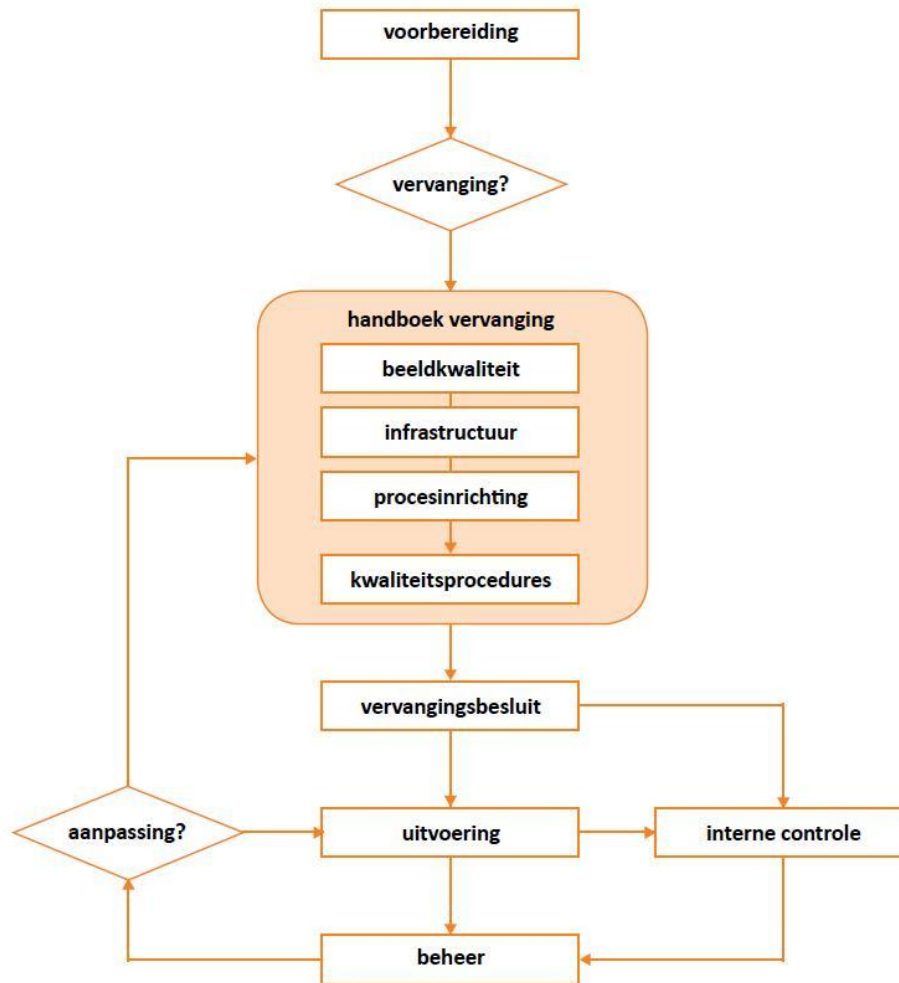 voorbereiding
vervanging?
handboek vervanging
beeldkwaliteit
infrastructuur
procesinrichting
kwaliteitsprocedures
vervangingsbesluit
aanpassing?
uitvoering
interne controle
beheer